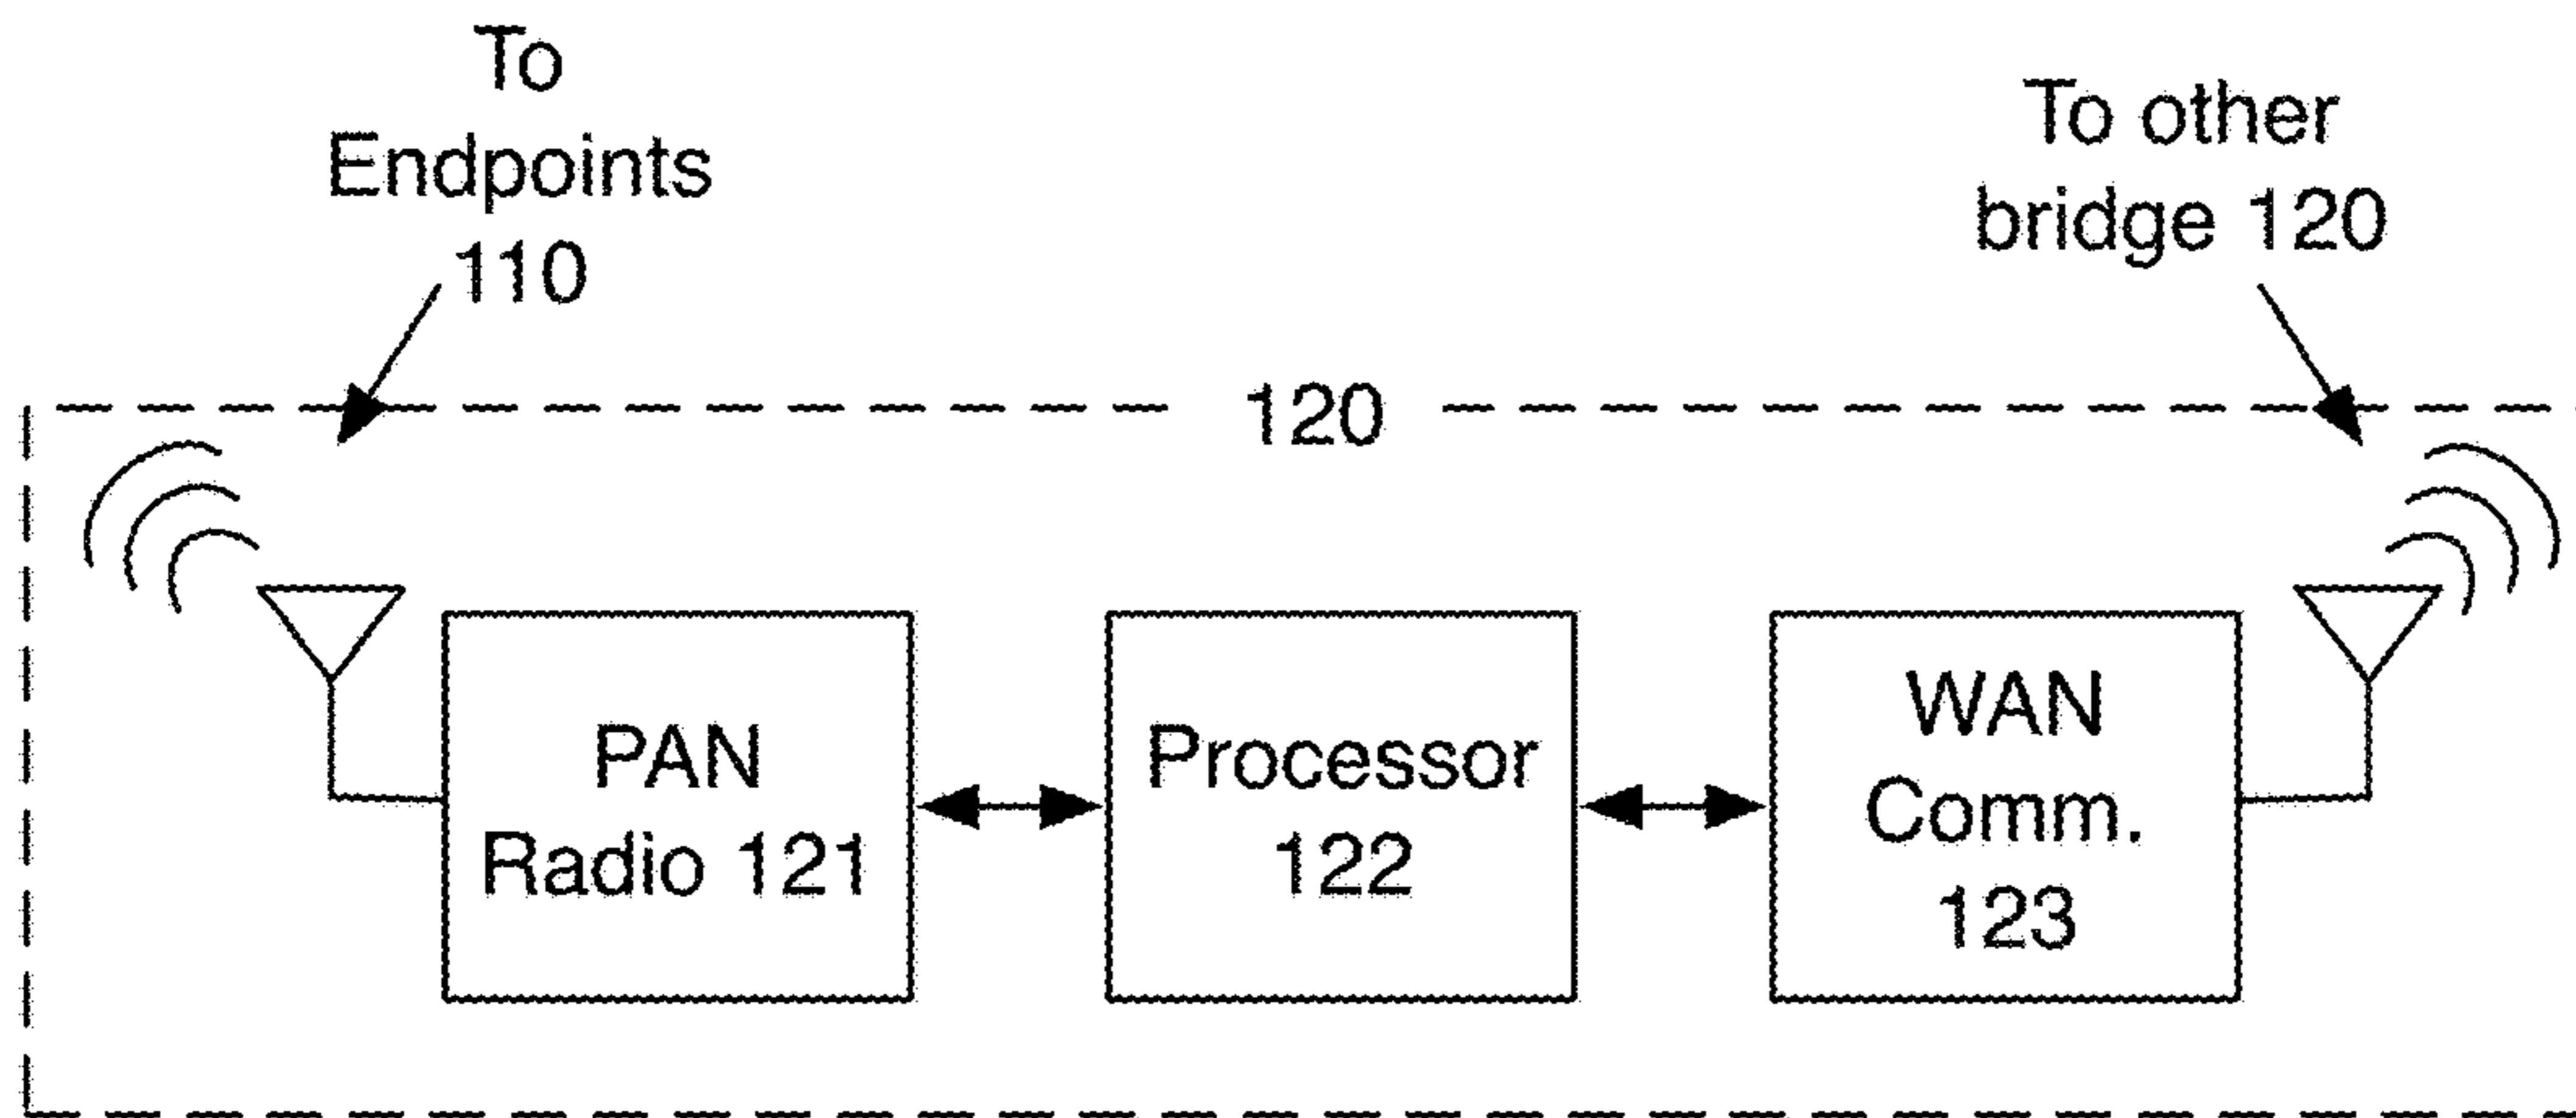 To
Endpoints
110
To other
bridge 120
120
PAN
Radio 121
Processor
122
WAN
Comm.
123